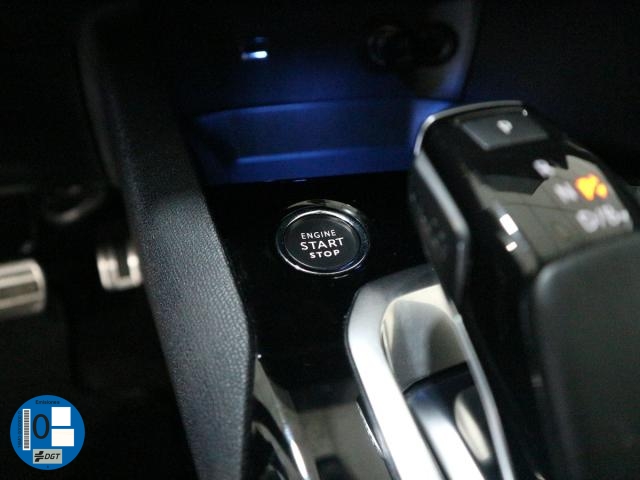 P
R
N
D/B
ENGINE
START
STOP
0
DGT